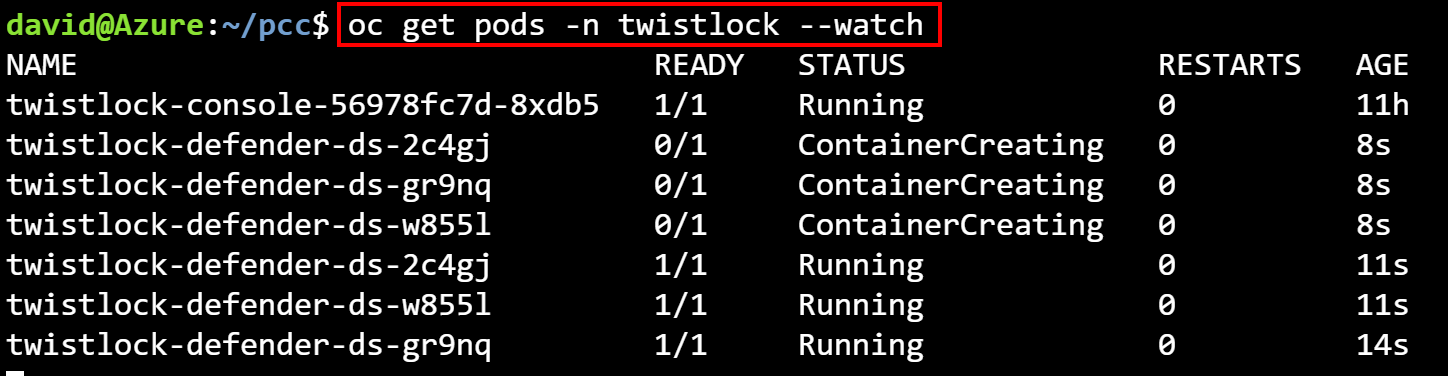 david@Azure:~/pcc$ oc get pods -n twistlock --watch
NAME READY STATUS RESTARTS AGE
twistlock-console-56978fc7d-8xdb5 1/1 Running 0 11h
twistlock-defender-ds-2c4gj 0/1 ContainerCreating 0 8s
twistlock-defender-ds-gr9nq 0/1 ContainerCreating 0 8s
twistlock-defender-ds-w855l 0/1 ContainerCreating 0 8s
twistlock-defender-ds-2c4gj 1/1 Running 0 11s
twistlock-defender-ds-w855l 1/1 Running 0 11s
twistlock-defender-ds-gr9nq 1/1 Running 0 14s